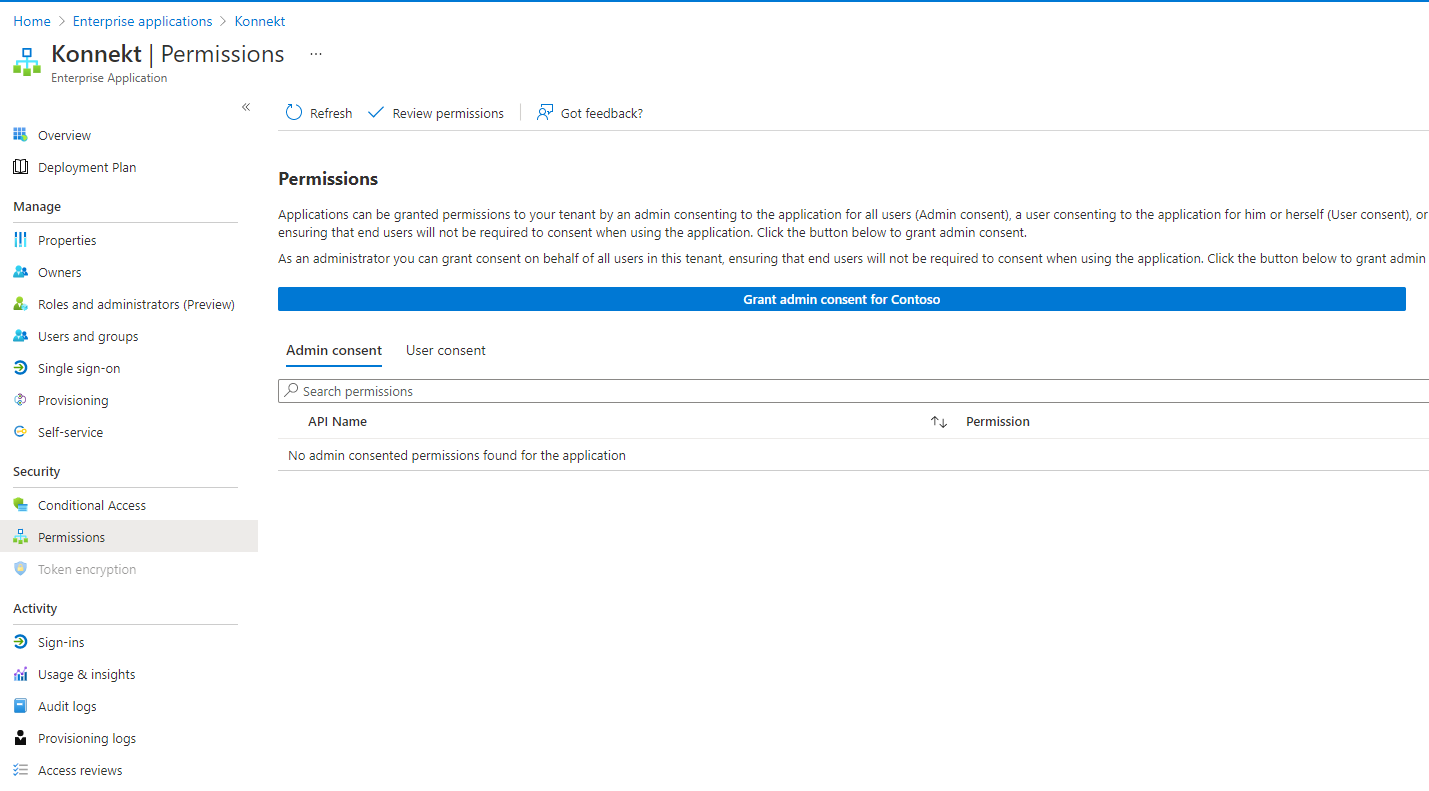 Home > Enterprise applications > Konnekt
Konnekt | Permissions ...
Enterprise Application
«
Refresh Review permissions Got feedback?
Overview
Deployment Plan
Manage
Properties
Owners
Roles and administrators (Preview)
Users and groups
Single sign-on
Provisioning
Self-service
Security
Conditional Access
Permissions
Token encryption
Activity
Sign-ins
Usage & insights
Audit logs
Provisioning logs
Access reviews
Permissions
Applications can be granted permissions to your tenant by an admin consenting to the application for all users (Admin consent), a user consenting to the application for him or herself (User consent), or
ensuring that end users will not be required to consent when using the application. Click the button below to grant admin consent.
As an administrator you can grant consent on behalf of all users in this tenant, ensuring that end users will not be required to consent when using the application. Click the button below to grant admin
Grant admin consent for Contoso
Admin consent User consent
Search permissions
API Name ↑↓ Permission
No admin consented permissions found for the application